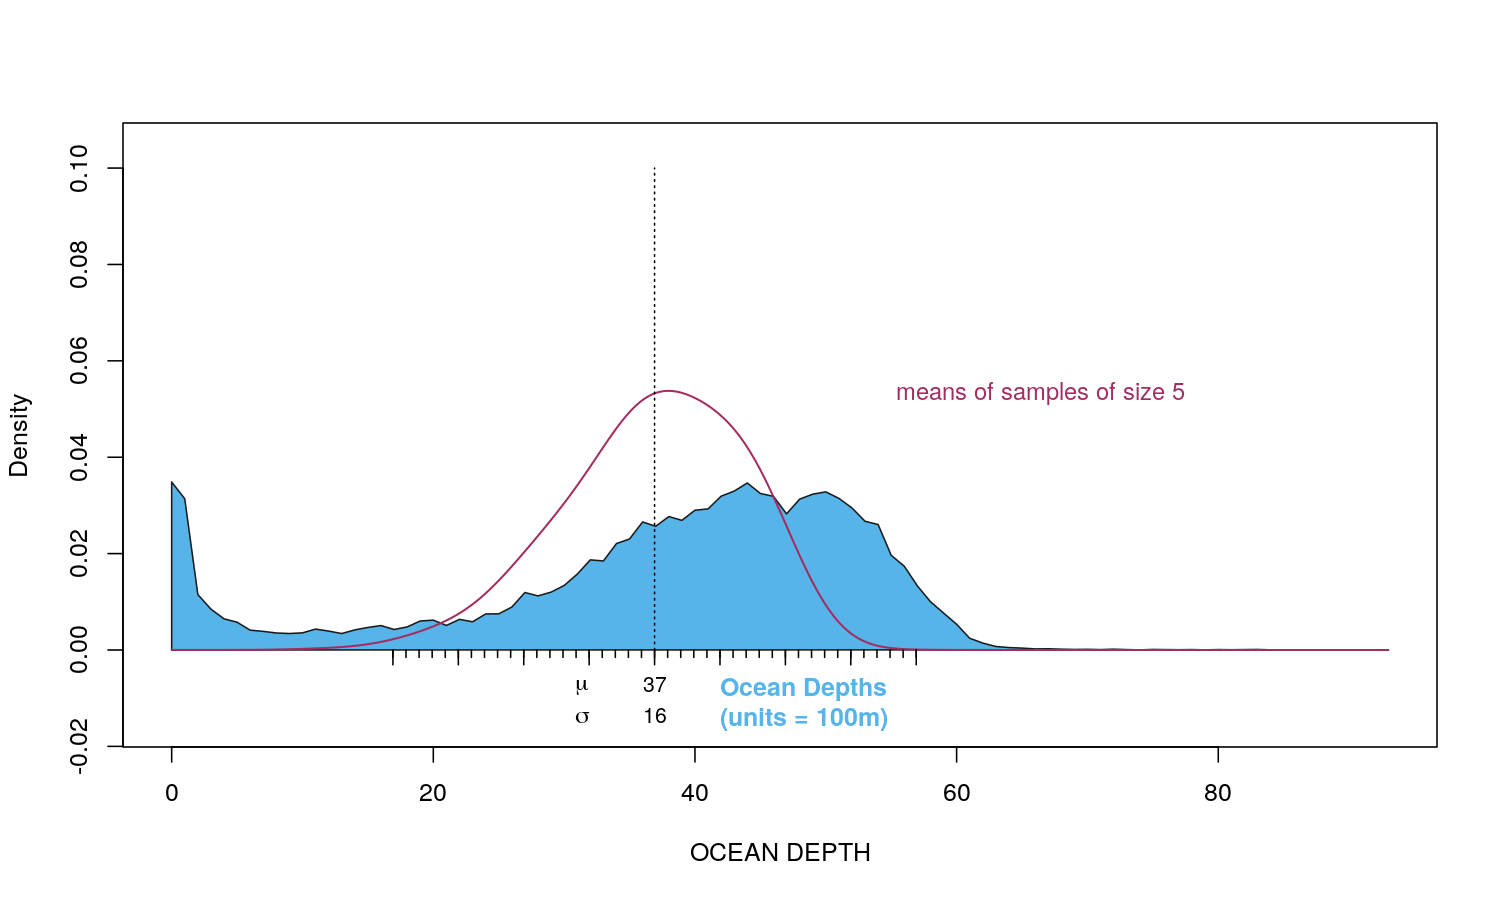 0.10
0.08
0.06
0.04
0.02
0.00
-0.02
Density
means of samples of size 5
μ 37
σ 16
Ocean Depths
(units = 100m)
0 20 40 60 80
OCEAN DEPTH